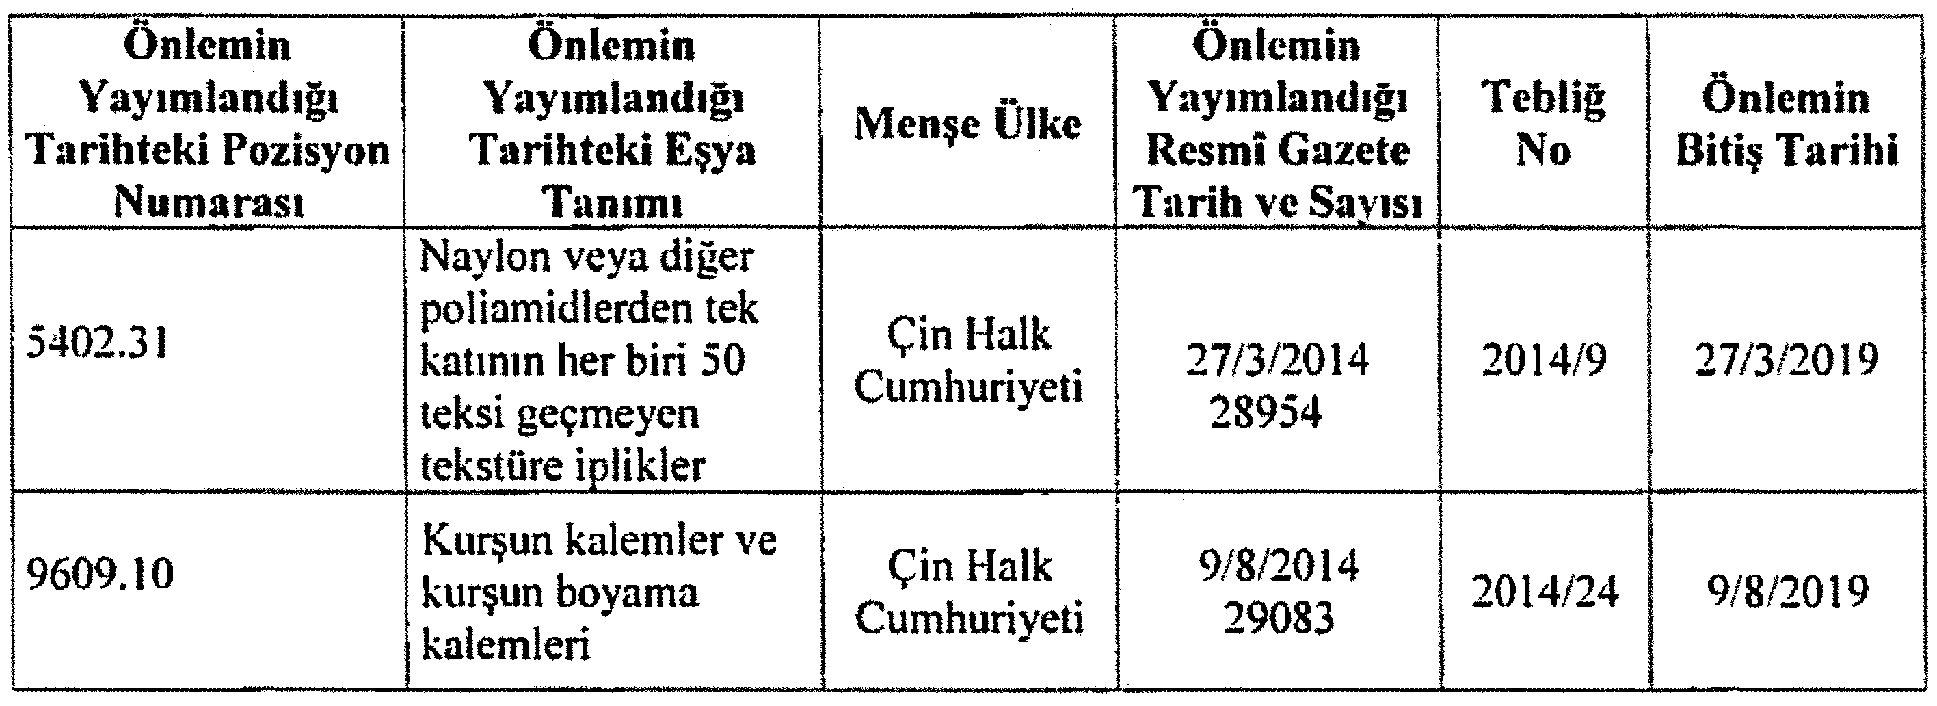 Önlemin
Yayımlandığı
Tarihteki Pozisyon
Numarası
Önlemin
Yayımlandığı
Tarihteki Eşya
Tanımı
Menşe Ülke
Önlemin
Yayımlandığı
Resmî Gazete
Tarih ve Sayısı
Tebliğ
No
Önlemin
Bitiş Tarihi
5402.31
Naylon veya diğer
poliamidlerden tek
katının her biri 50
teksi geçmeyen
tekstüre iplikler
Çin Halk
Cumhuriyeti
27/3/2014
28954
2014/9
27/3/2019
9609.10
Kurşun kalemler ve
kurşun boyama
kalemleri
Çin Halk
Cumhuriyeti
9/8/2014
29083
2014/24
9/8/2019